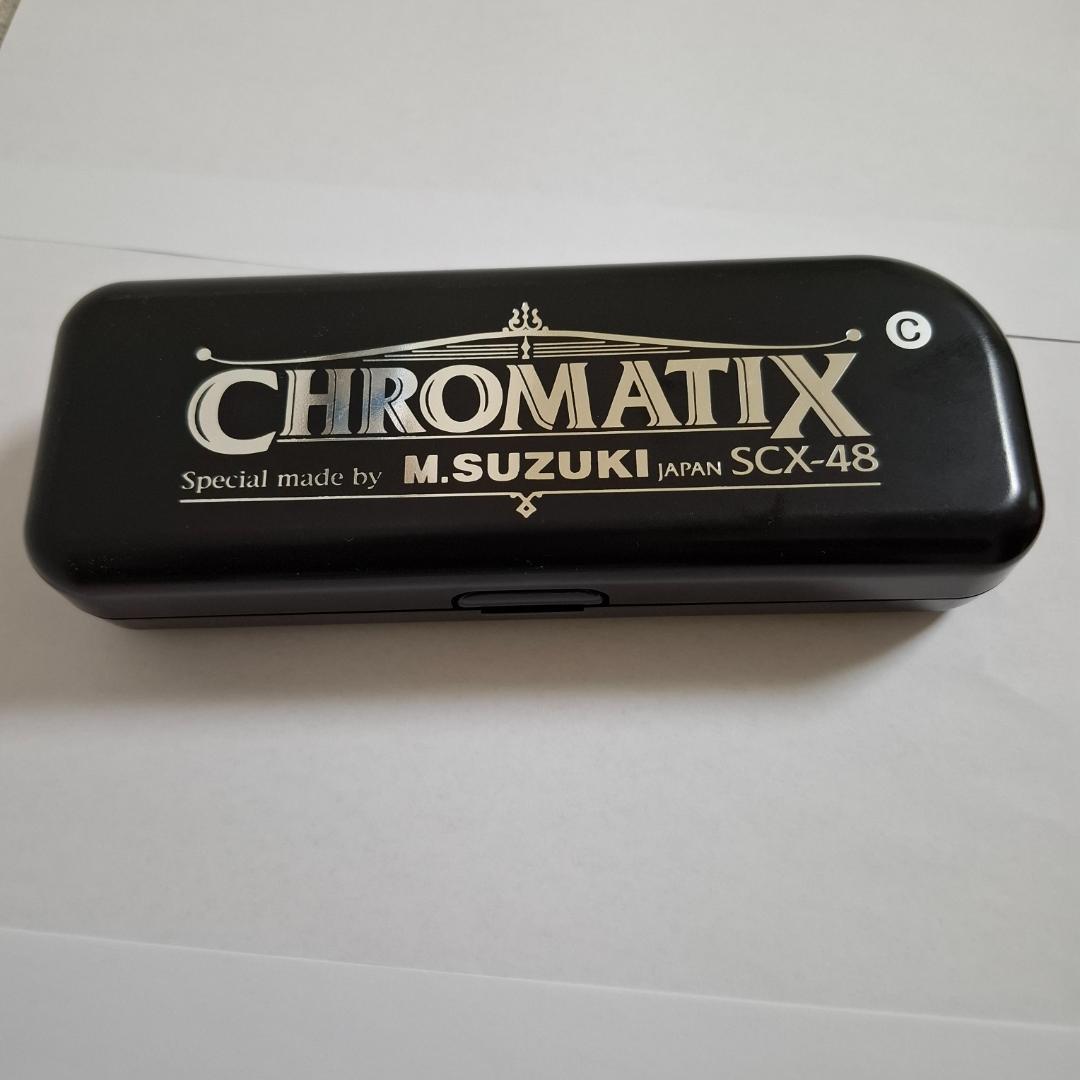 C
CHROMATIX
Special made by M.SUZUKI JAPAN SCX-48